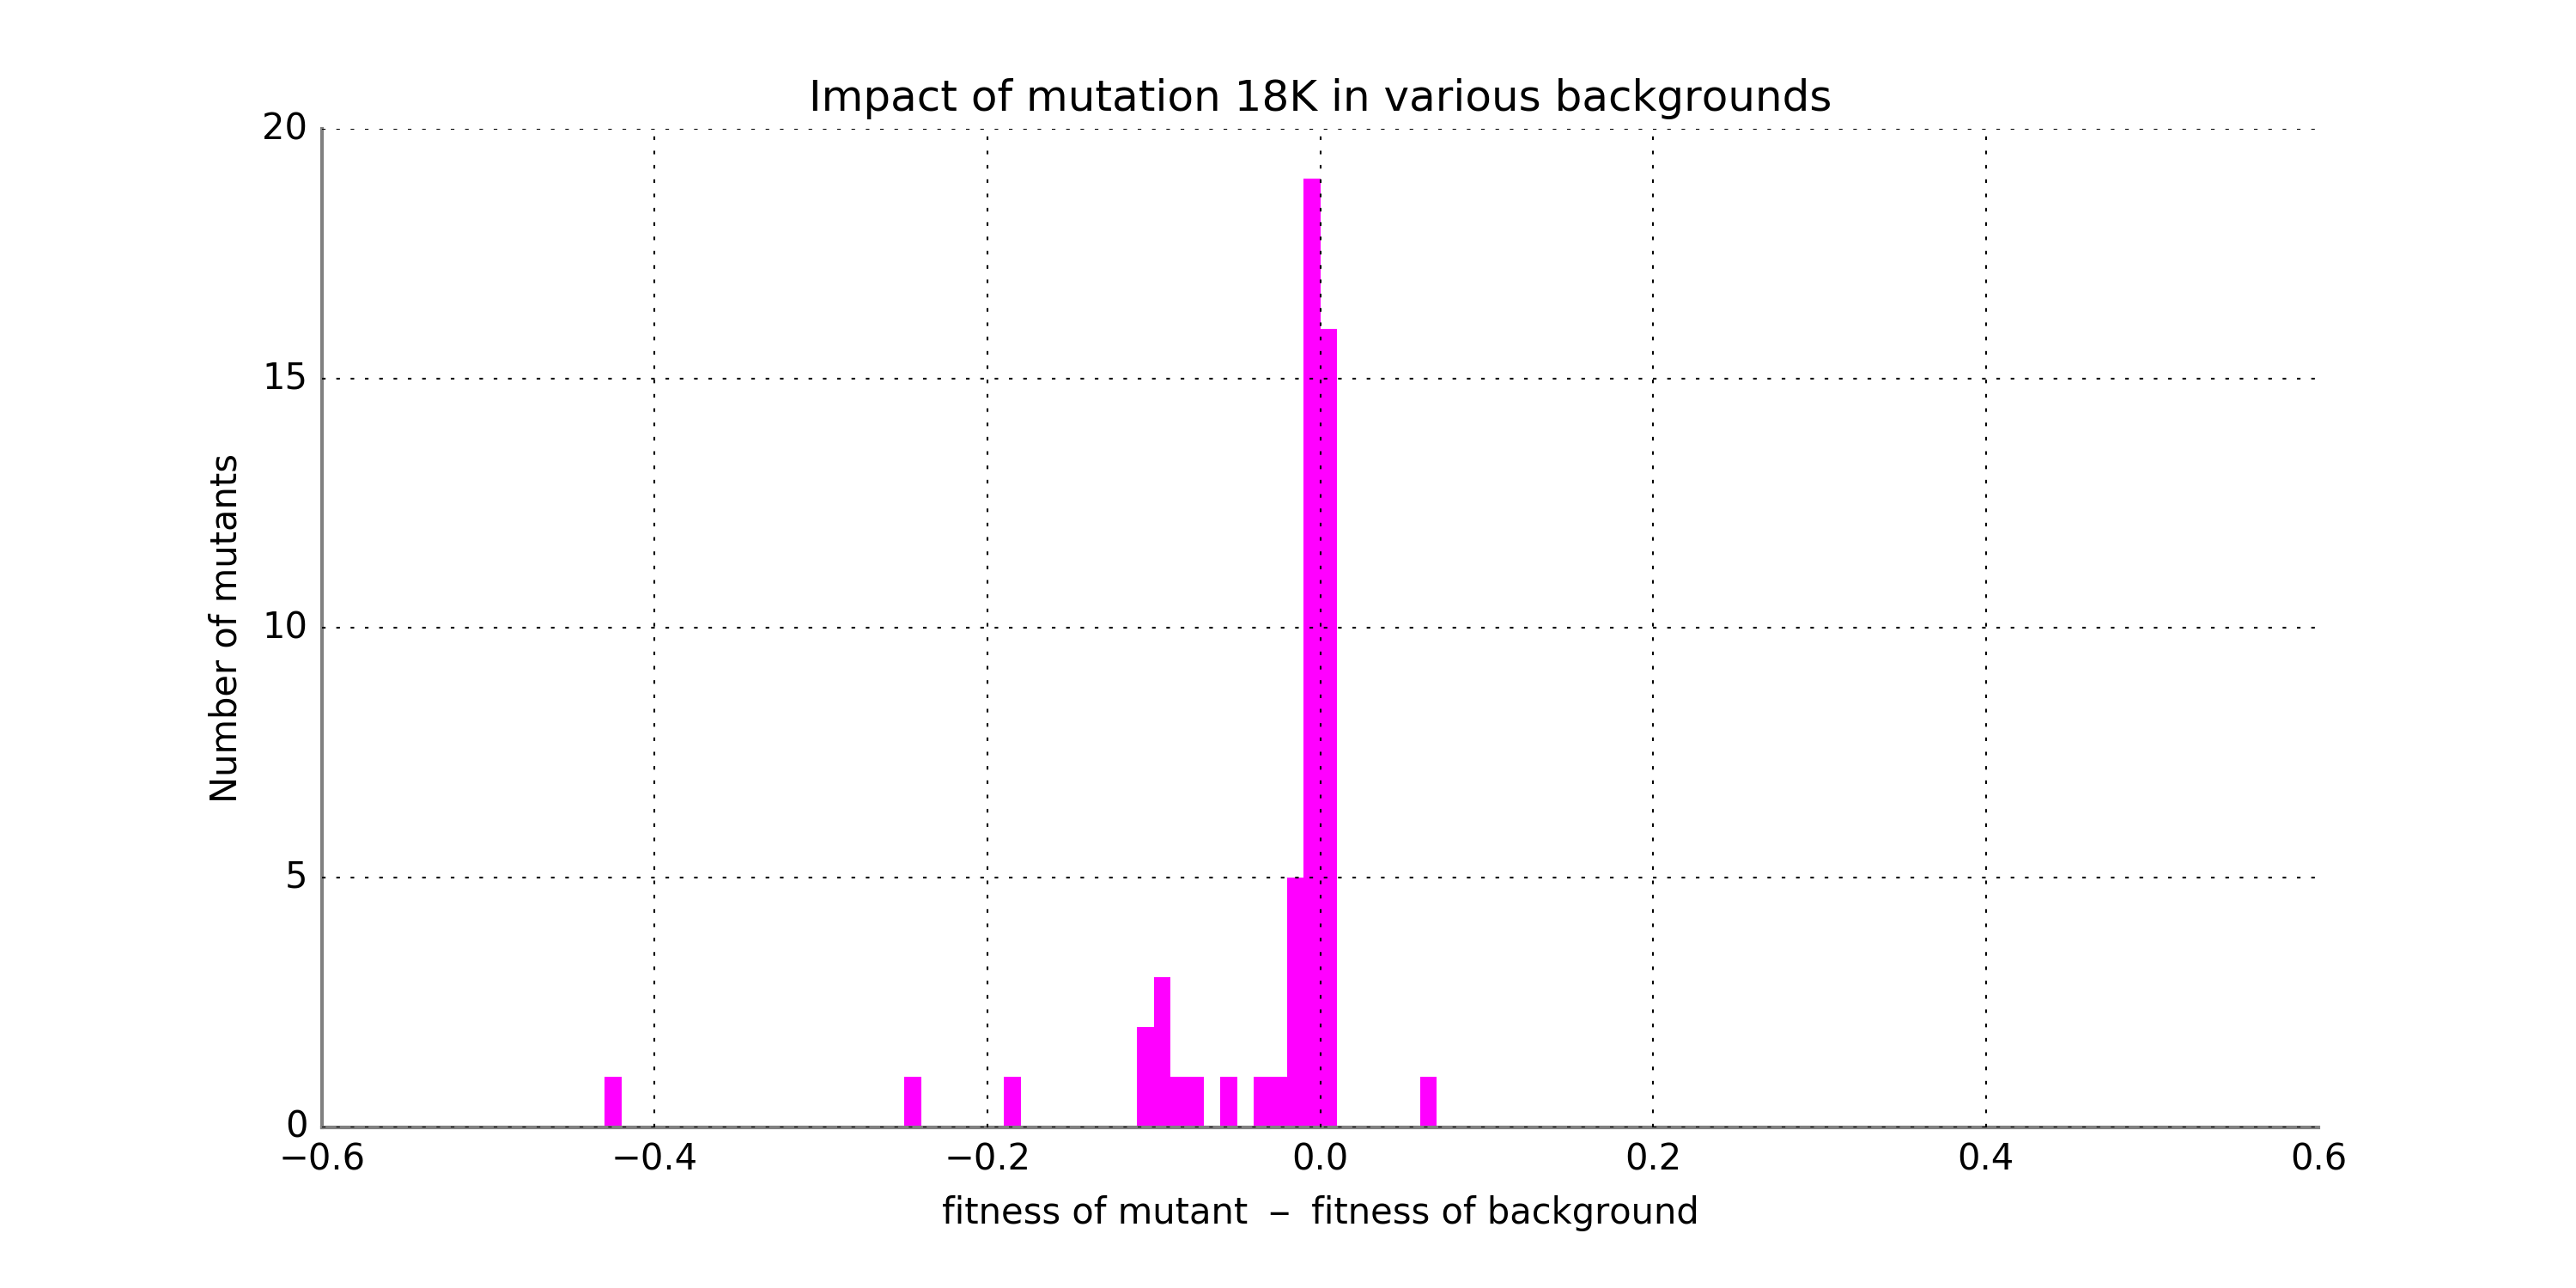 Impact of mutation 18K in various backgrounds
20
15
10
5
0
Number of mutants
−0.6 −0.4 −0.2 0.0 0.2 0.4 0.6
fitness of mutant − fitness of background